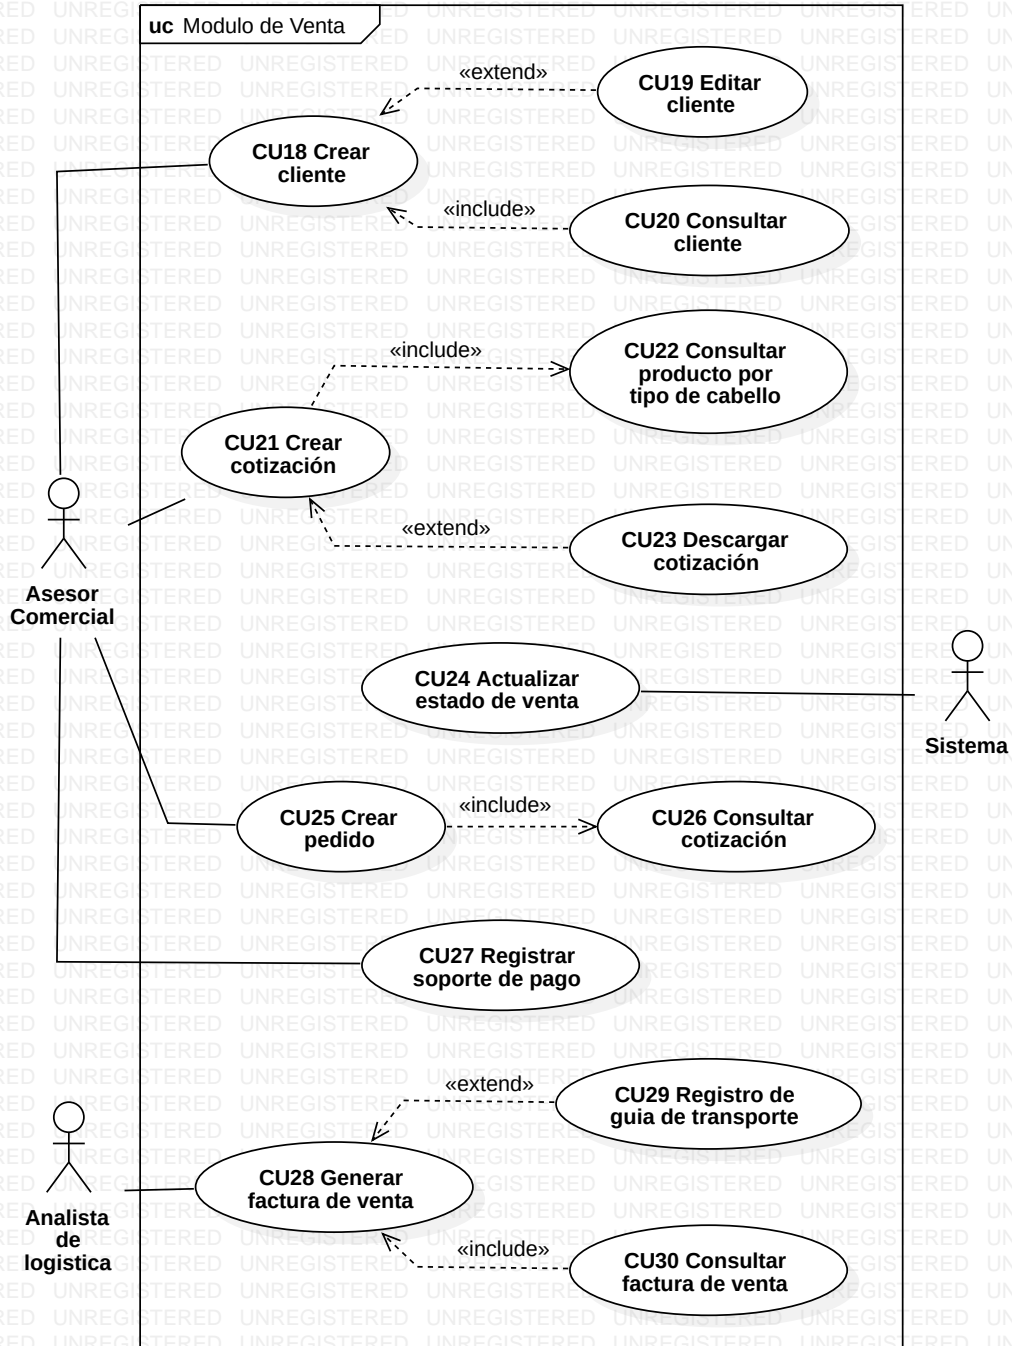 uc Modulo de Venta
«extend»
CU19 Editar
cliente
CU18 Crear
cliente
«include»
CU20 Consultar
cliente
«include»
CU22 Consultar
producto por
tipo de cabello
CU21 Crear
cotización
«extend»
CU23 Descargar
cotización
Asesor
Comercial
CU24 Actualizar
estado de venta
Sistema
CU25 Crear
pedido
«include»
CU26 Consultar
cotización
CU27 Registrar
soporte de pago
«extend»
CU29 Registro de
guia de transporte
CU28 Generar
factura de venta
Analista
de
logistica
«include»
CU30 Consultar
factura de venta
UNREGISTERED